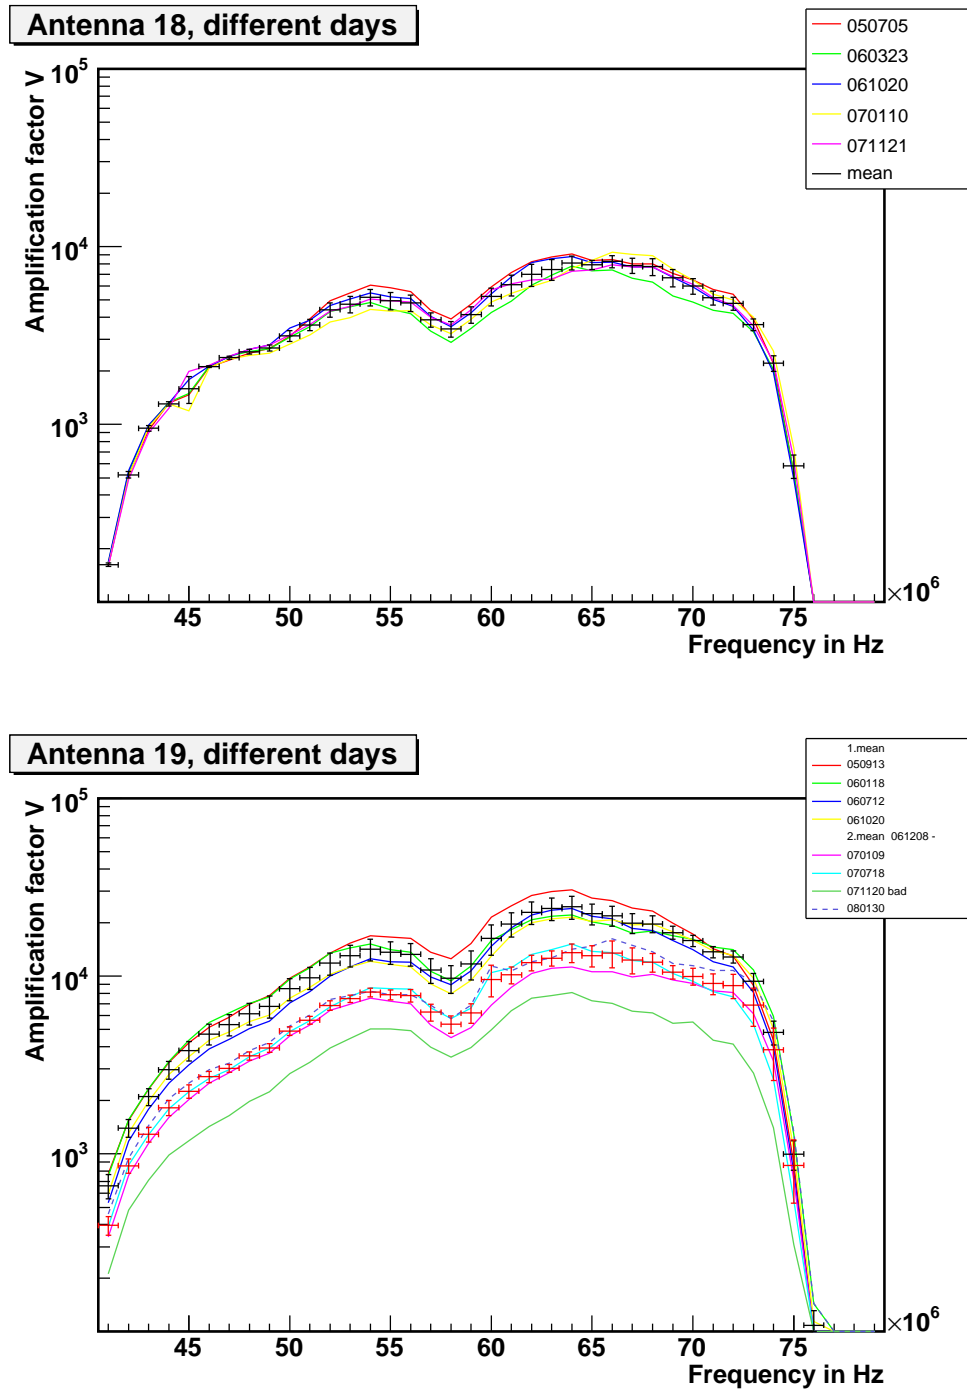 Antenna 18, different days
050705
060323
061020
070110
071121
mean
Amplification factor V
10^5
10^4
10^3
45 50 55 60 65 70 75
×10^6
Frequency in Hz
Antenna 19, different days
1.mean
050913
060118
060712
061020
2.mean 061208 -
070109
070718
071120 bad
080130
Amplification factor V
10^5
10^4
10^3
45 50 55 60 65 70 75
×10^6
Frequency in Hz